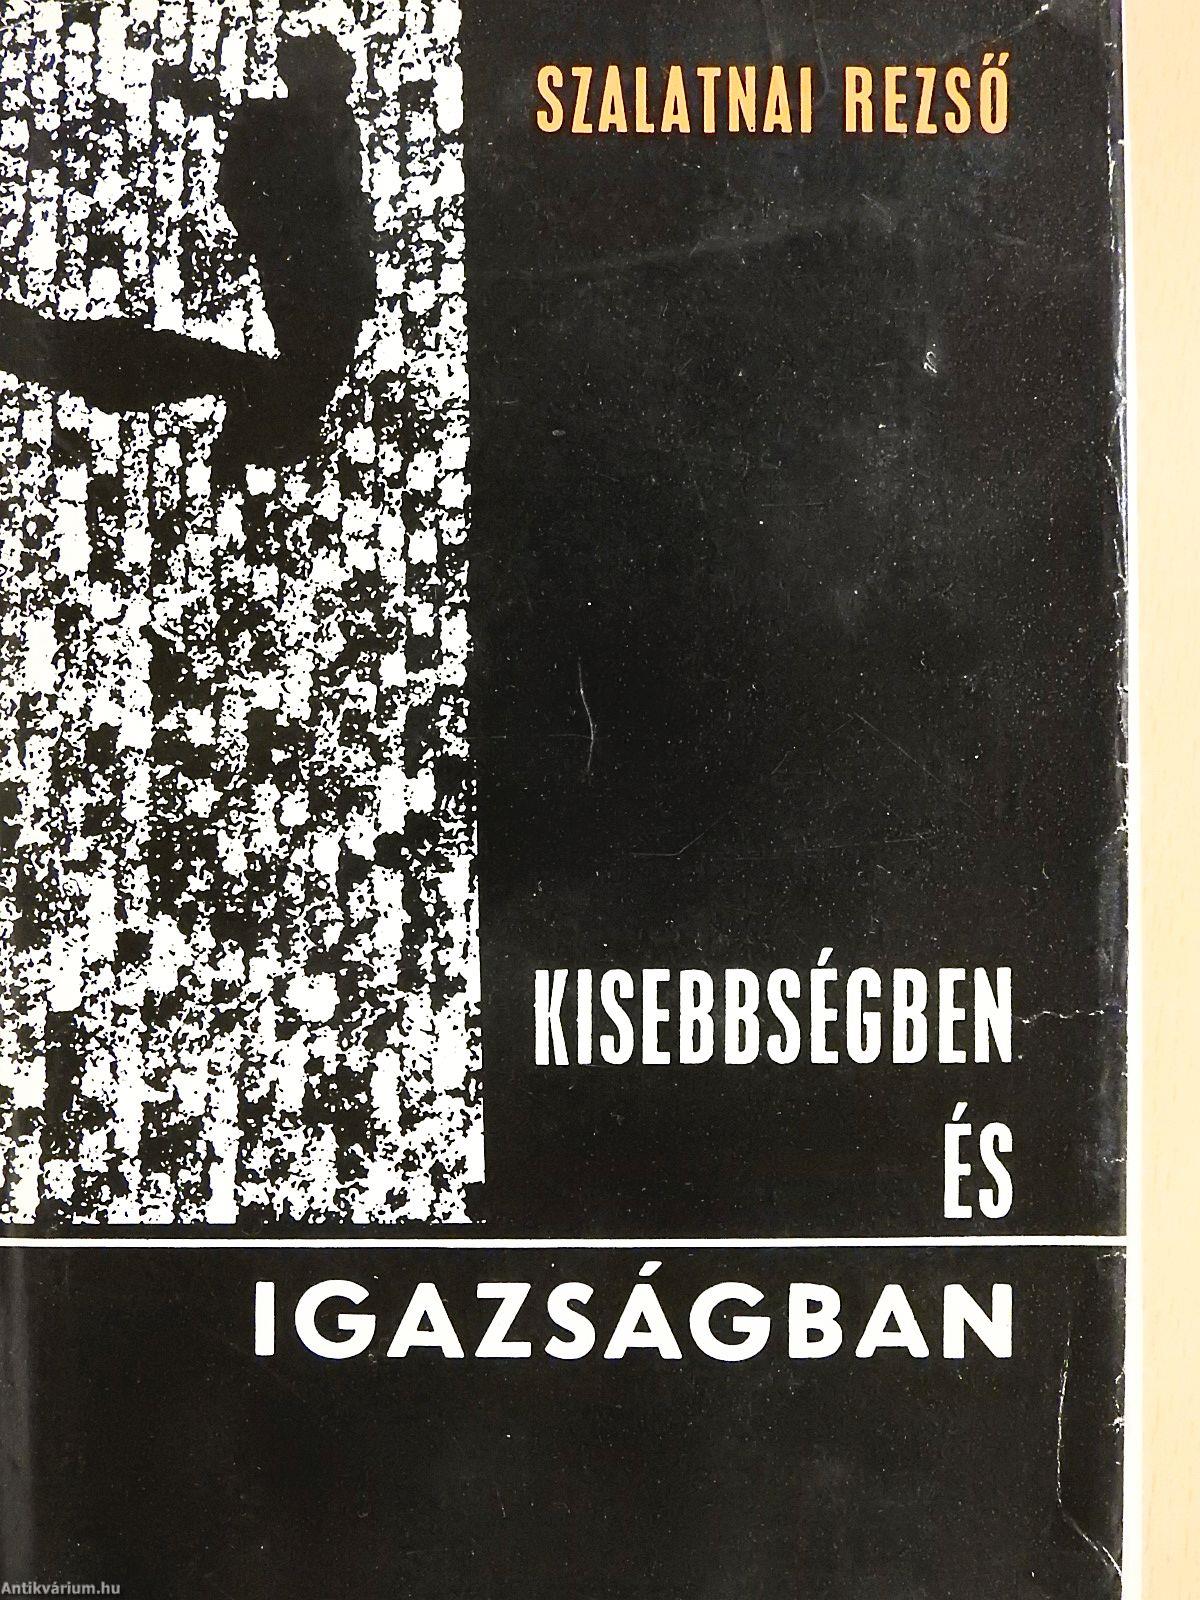 SZALATNAI REZSŐ
KISEBBSÉGBEN
ÉS
IGAZSÁGBAN
Antikvárium.hu